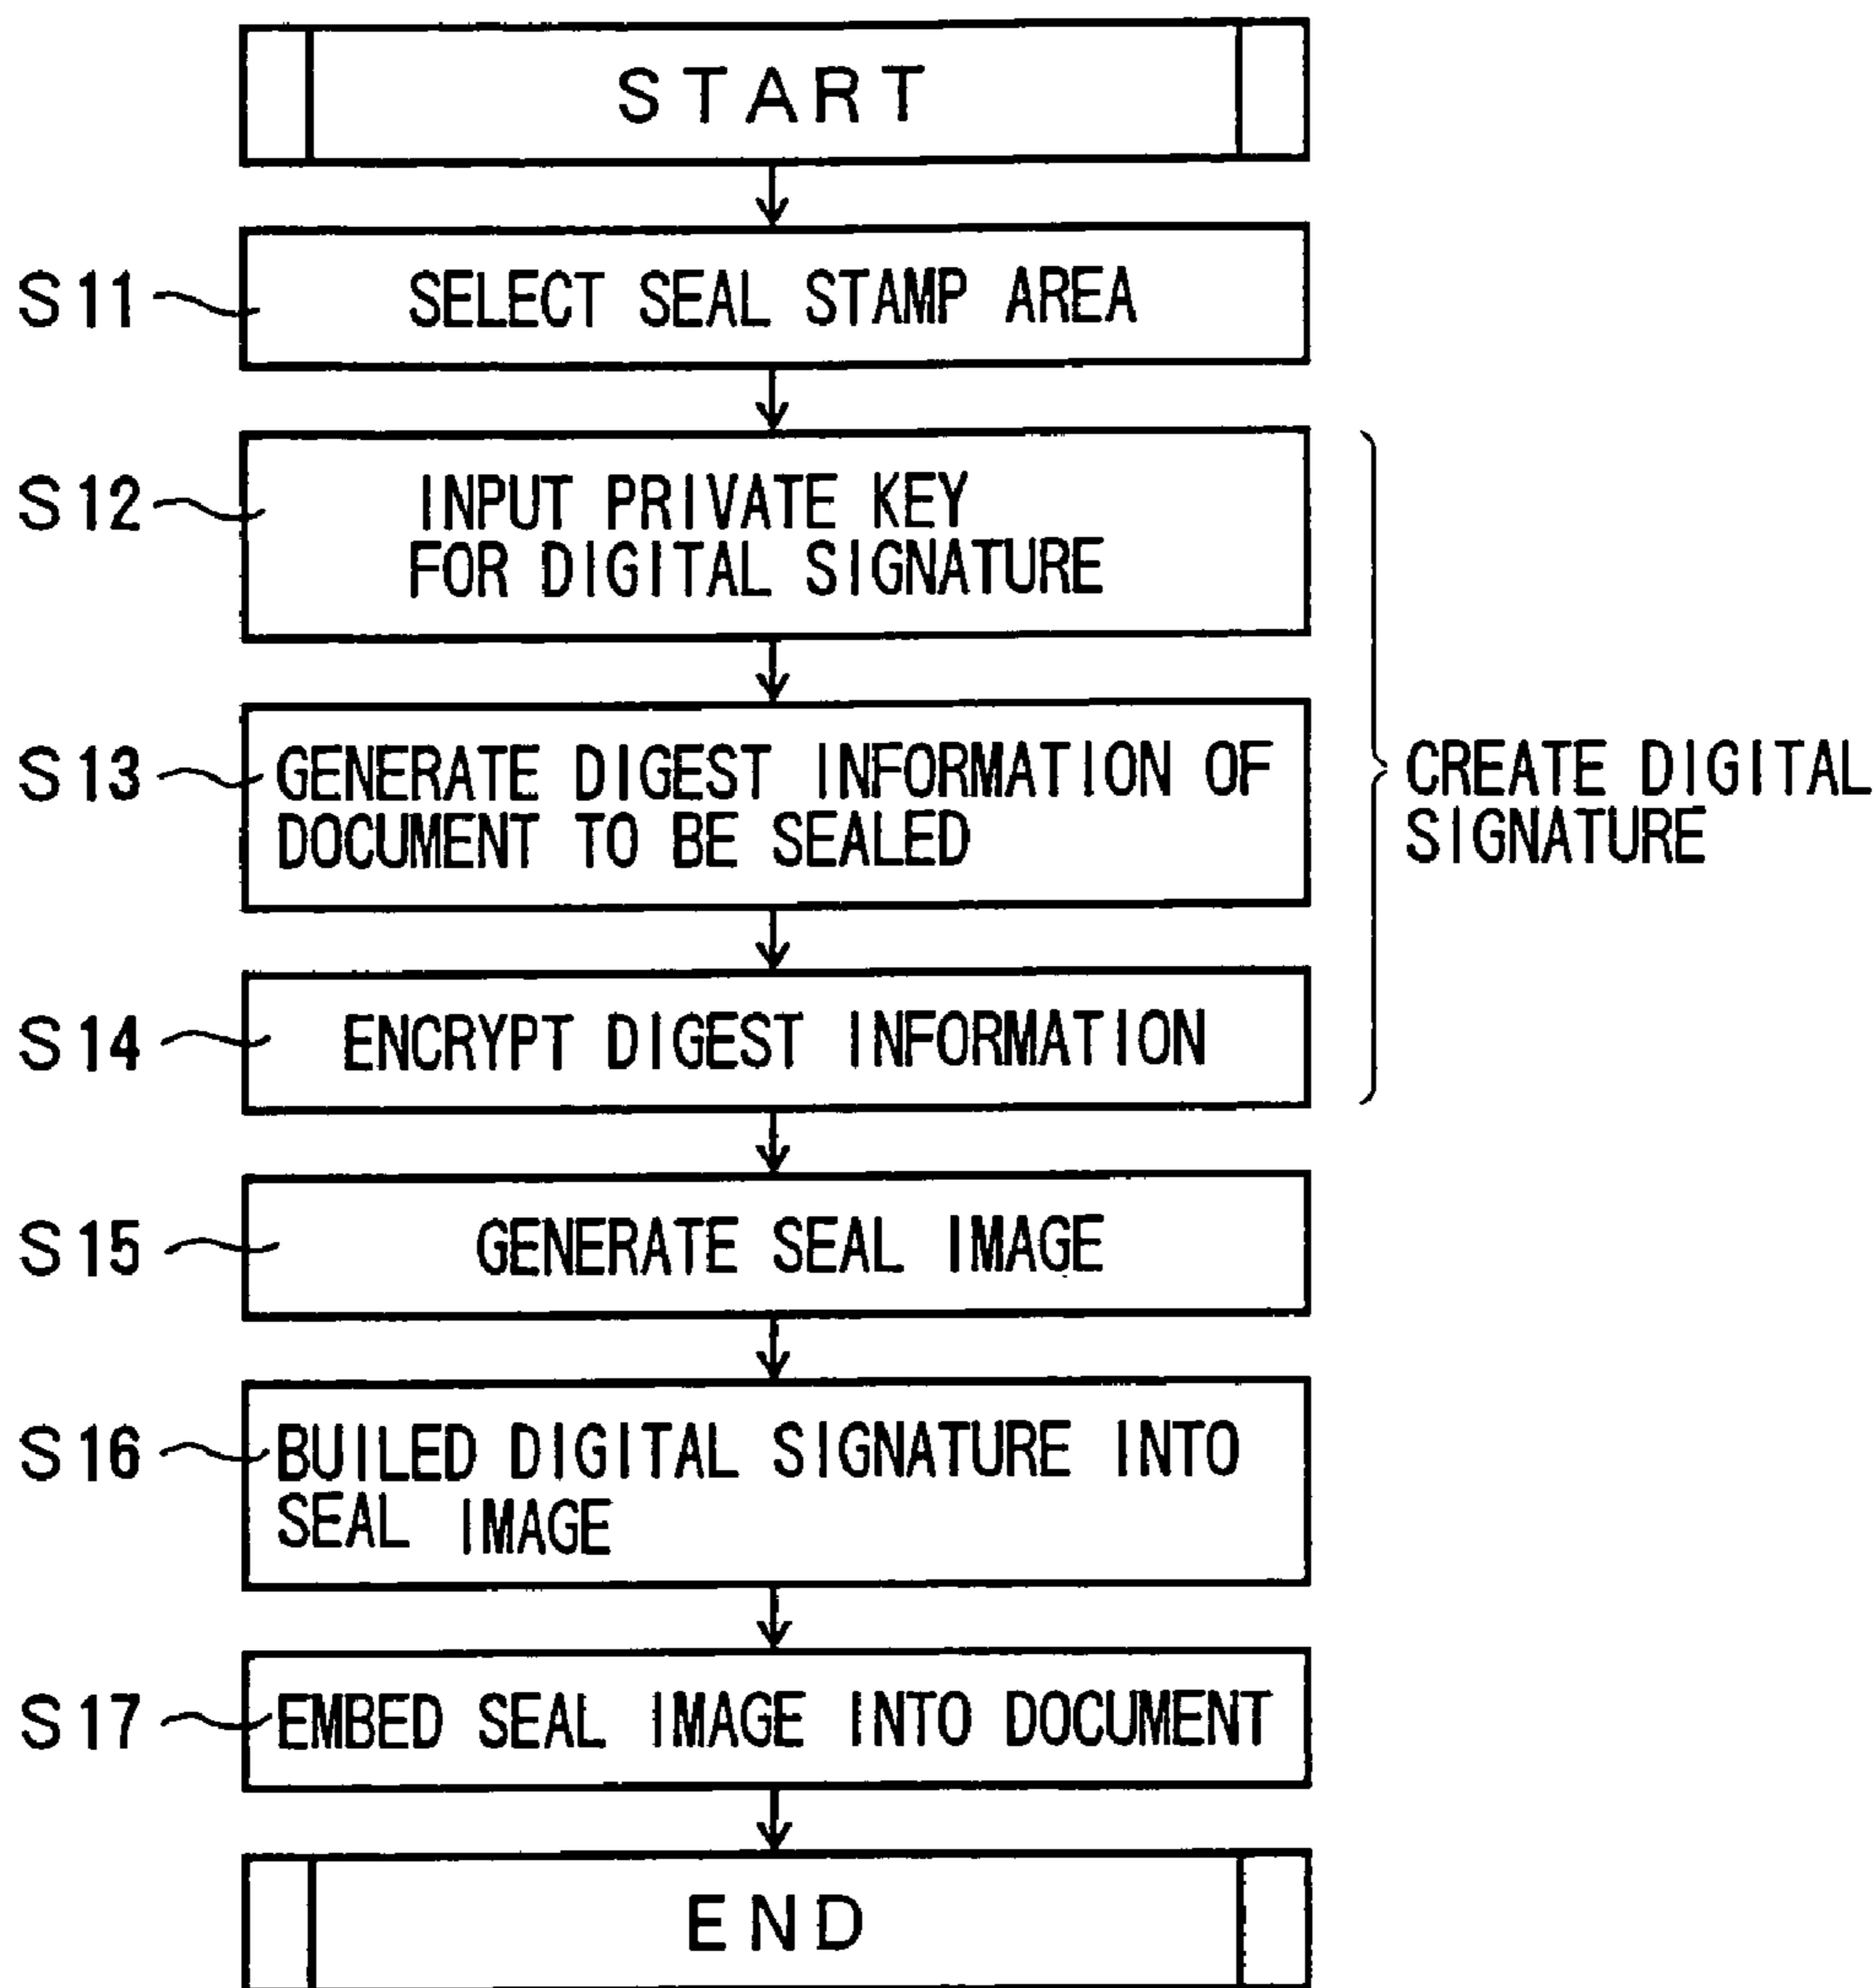 START
S11
SELECT SEAL STAMP AREA
S12
INPUT PRIVATE KEY
FOR DIGITAL SIGNATURE
S13
GENERATE DIGEST INFORMATION OF
DOCUMENT TO BE SEALED
CREATE DIGITAL
SIGNATURE
S14
ENCRYPT DIGEST INFORMATION
S15
GENERATE SEAL IMAGE
S16
BUILED DIGITAL SIGNATURE INTO
SEAL IMAGE
S17
EMBED SEAL IMAGE INTO DOCUMENT
END